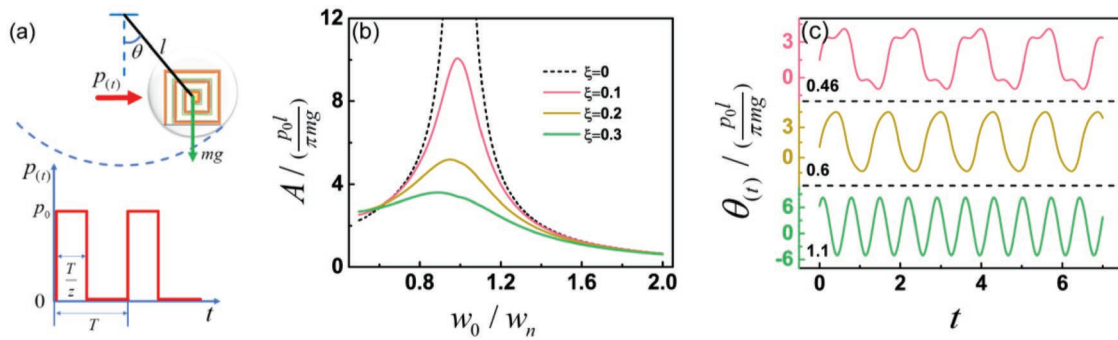 (a)
θ
l
p(t)
mg
p(t)
p0
T
z
0
T
t
(b)
12
8
4
0
A / (p0l / πmg)
ξ=0
ξ=0.1
ξ=0.2
ξ=0.3
0.8
1.2
1.6
2.0
w0 / wn
(c)
3
0
0.46
3
0
0.6
6
0
-6
1.1
θ(t) / (p0l / πmg)
0
2
4
6
t